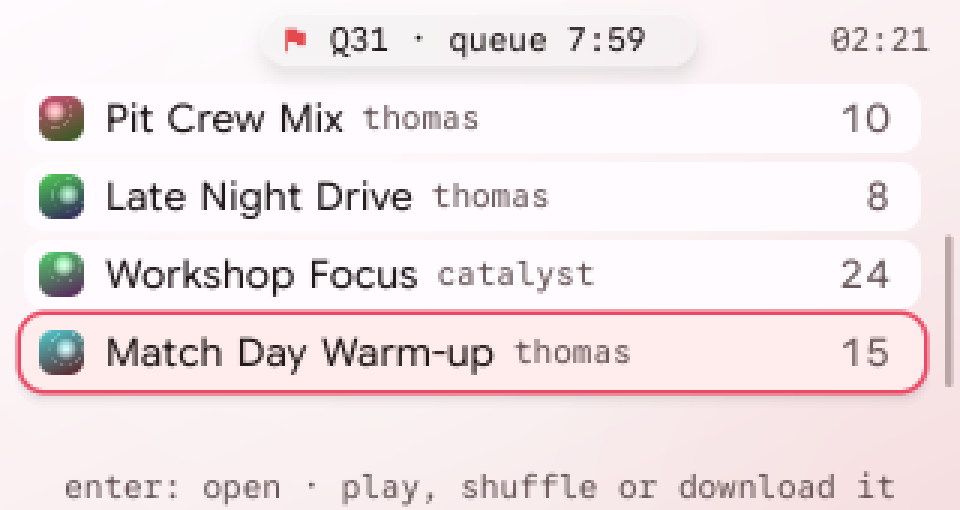 Q31 · queue 7:59 02:21
Pit Crew Mix thomas 10
Late Night Drive thomas 8
Workshop Focus catalyst 24
Match Day Warm-up thomas 15
enter: open · play, shuffle or download it